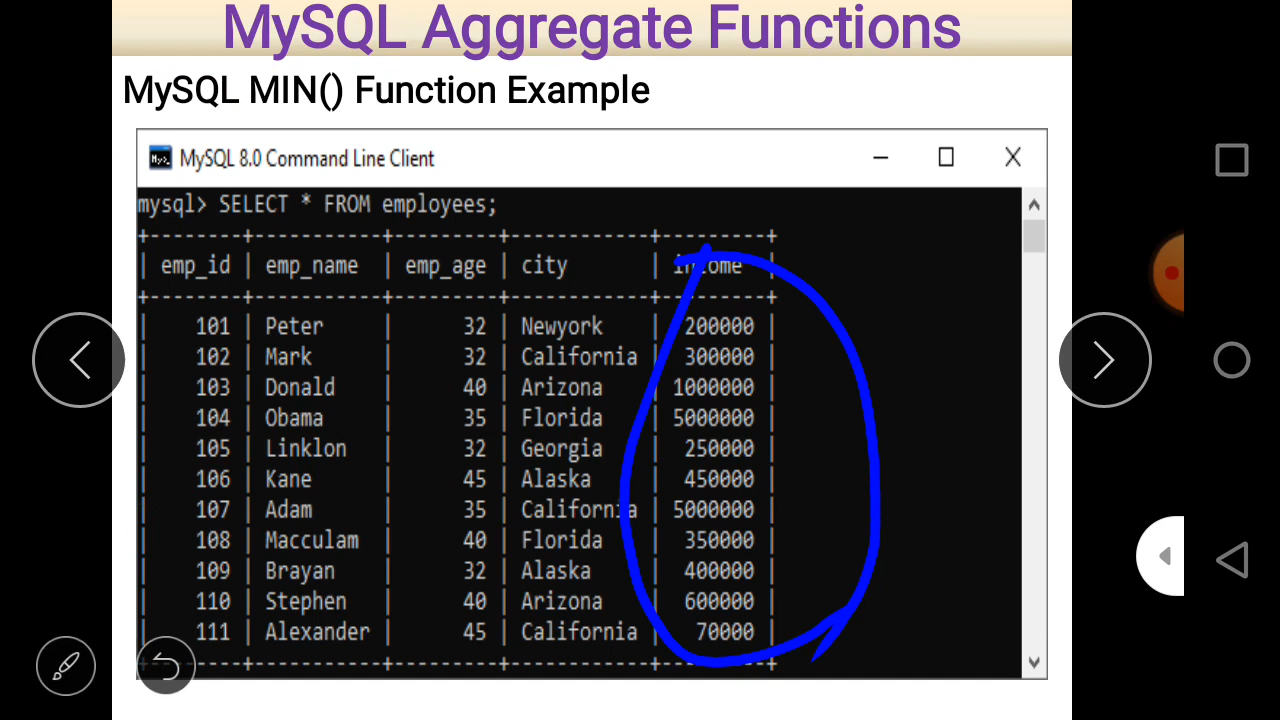 MySQL Aggregate Functions
MySQL MIN() Function Example
MySQL 8.0 Command Line Client
mysql> SELECT * FROM employees;
+--------+-----------+---------+------------+---------+
| emp_id | emp_name | emp_age | city | income |
+--------+-----------+---------+------------+---------+
| 101 | Peter | 32 | Newyork | 200000 |
| 102 | Mark | 32 | California | 300000 |
| 103 | Donald | 40 | Arizona | 1000000 |
| 104 | Obama | 35 | Florida | 5000000 |
| 105 | Linklon | 32 | Georgia | 250000 |
| 106 | Kane | 45 | Alaska | 450000 |
| 107 | Adam | 35 | California | 5000000 |
| 108 | Macculam | 40 | Florida | 350000 |
| 109 | Brayan | 32 | Alaska | 400000 |
| 110 | Stephen | 40 | Arizona | 600000 |
| 111 | Alexander | 45 | California | 70000 |
+--------+-----------+---------+------------+---------+